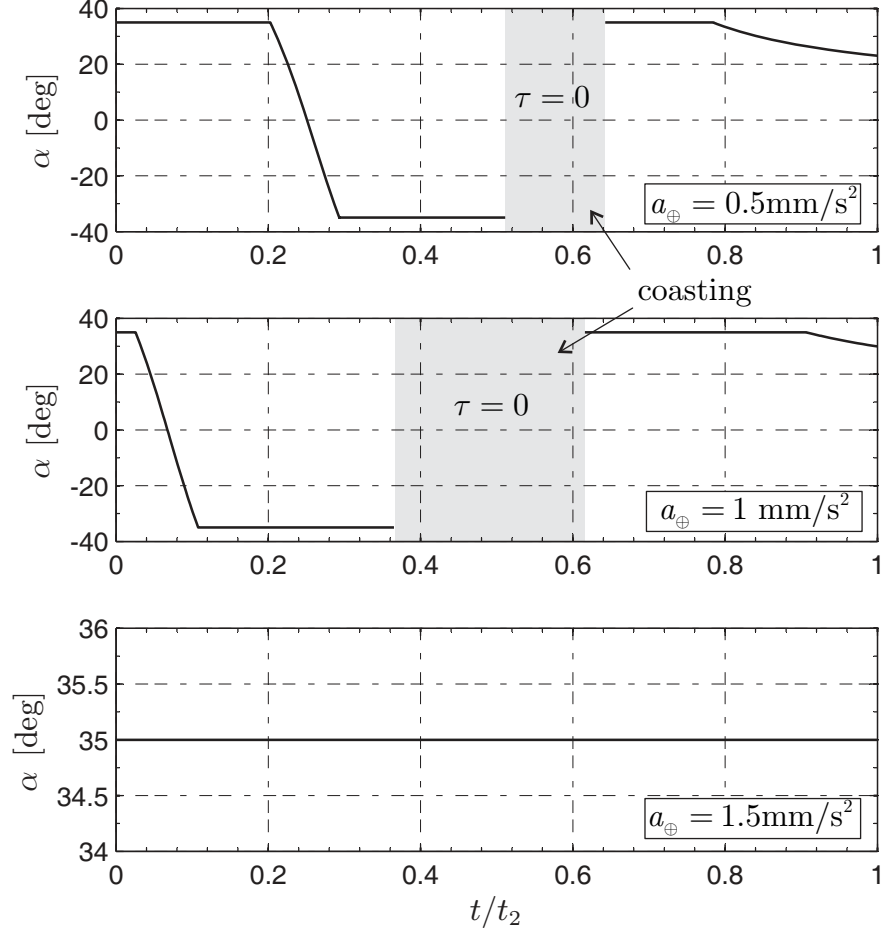 40
20
0
-20
-40
α [deg]
τ = 0
a⊕ = 0.5mm/s²
0 0.2 0.4 0.6 0.8 1
coasting
40
20
0
-20
-40
α [deg]
τ = 0
a⊕ = 1 mm/s²
0 0.2 0.4 0.6 0.8 1
36
35.5
35
34.5
34
α [deg]
a⊕ = 1.5mm/s²
0 0.2 0.4 0.6 0.8 1
t/t₂